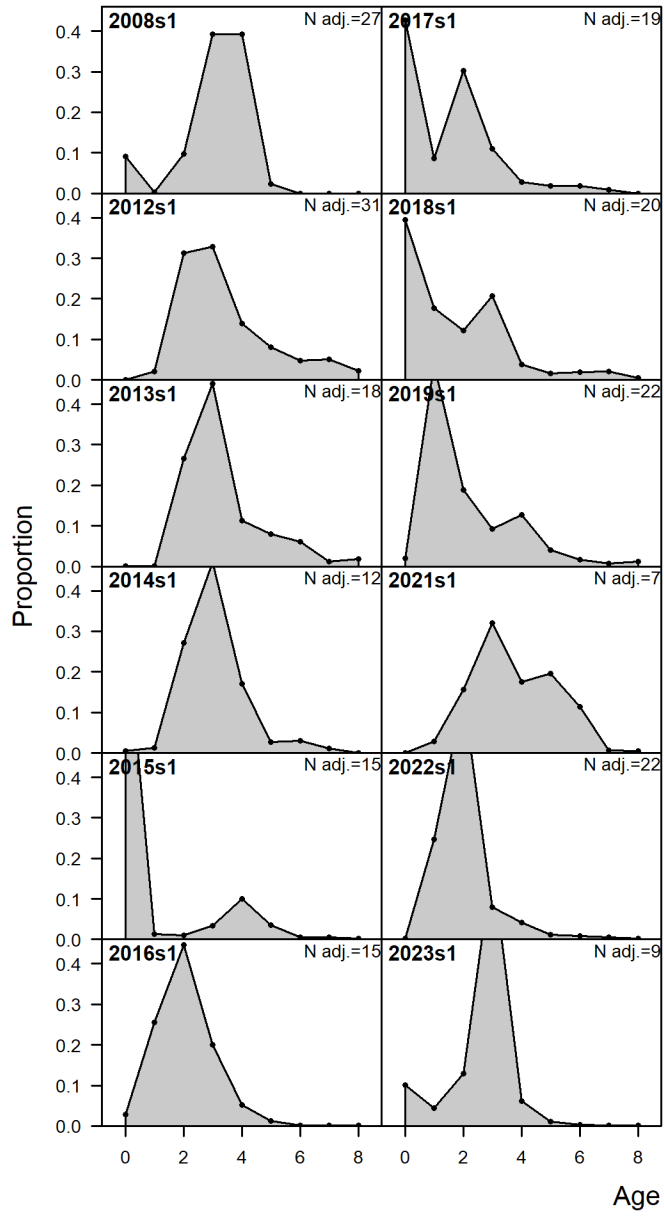 2008s1 N adj.=27
2017s1 N adj.=19
0.4
0.3
0.2
0.1
0.0
2012s1 N adj.=31
2018s1 N adj.=20
0.4
0.3
0.2
0.1
0.0
2013s1 N adj.=18
2019s1 N adj.=22
0.4
0.3
0.2
0.1
0.0
2014s1 N adj.=12
2021s1 N adj.=7
0.4
0.3
0.2
0.1
0.0
2015s1 N adj.=15
2022s1 N adj.=22
0.4
0.3
0.2
0.1
0.0
2016s1 N adj.=15
2023s1 N adj.=9
0.4
0.3
0.2
0.1
0.0
Proportion
0 2 4 6 8
0 2 4 6 8
Age